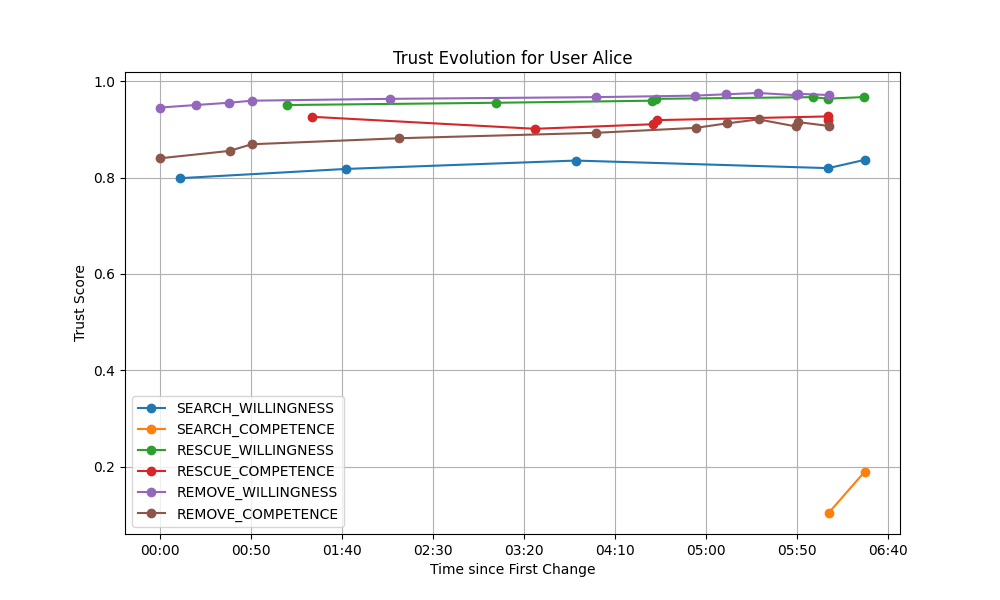 Trust Evolution for User Alice
1.0
0.8
0.6
0.4
0.2
Trust Score
SEARCH_WILLINGNESS
SEARCH_COMPETENCE
RESCUE_WILLINGNESS
RESCUE_COMPETENCE
REMOVE_WILLINGNESS
REMOVE_COMPETENCE
00:00 00:50 01:40 02:30 03:20 04:10 05:00 05:50 06:40
Time since First Change